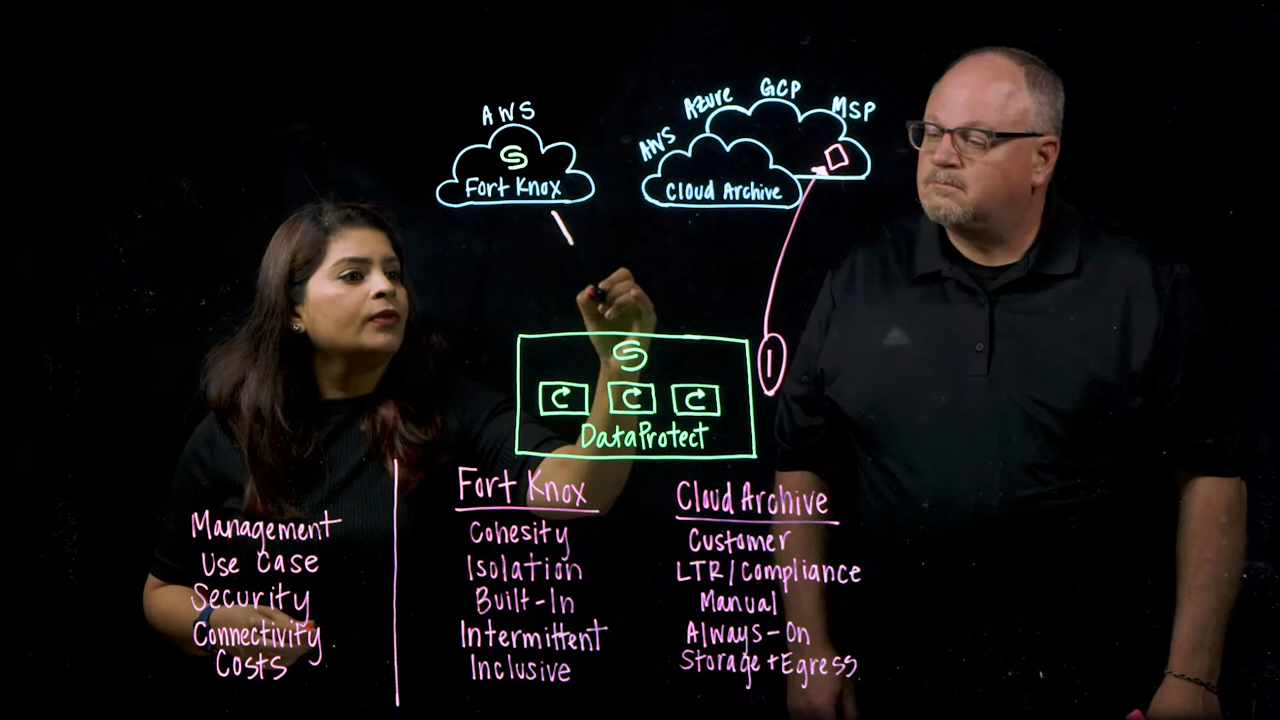 AWS
Fort Knox
AWS
Azure
GCP
MSP
Cloud Archive
1
DataProtect
Fort Knox
Cloud Archive
Management
Cohesity
Customer
Use Case
Isolation
LTR/Compliance
Security
Built-In
Manual
Connectivity
Intermittent
Always-On
Costs
Inclusive
Storage+Egress